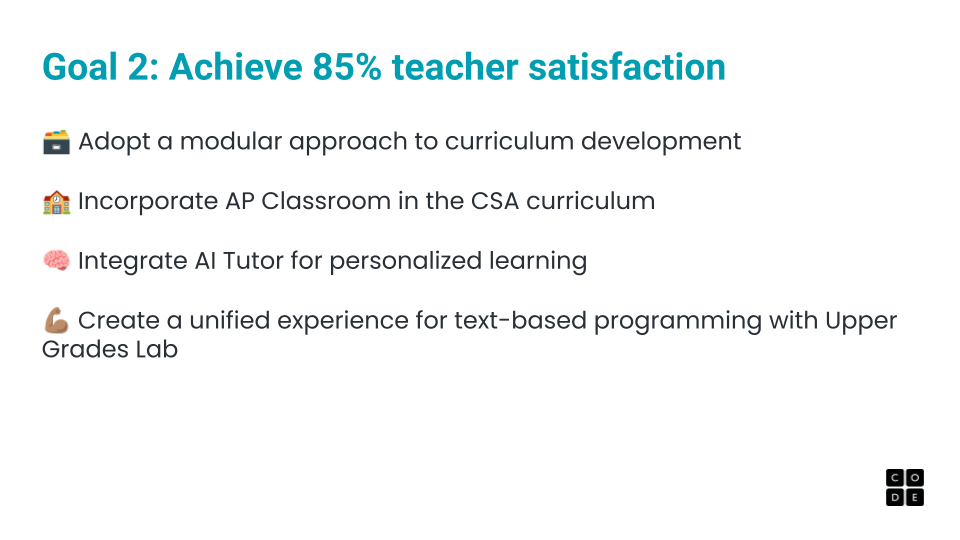 Goal 2: Achieve 85% teacher satisfaction
🗃️ Adopt a modular approach to curriculum development
🏫 Incorporate AP Classroom in the CSA curriculum
🧠 Integrate AI Tutor for personalized learning
💪🏽 Create a unified experience for text-based programming with Upper
Grades Lab
C O
D E